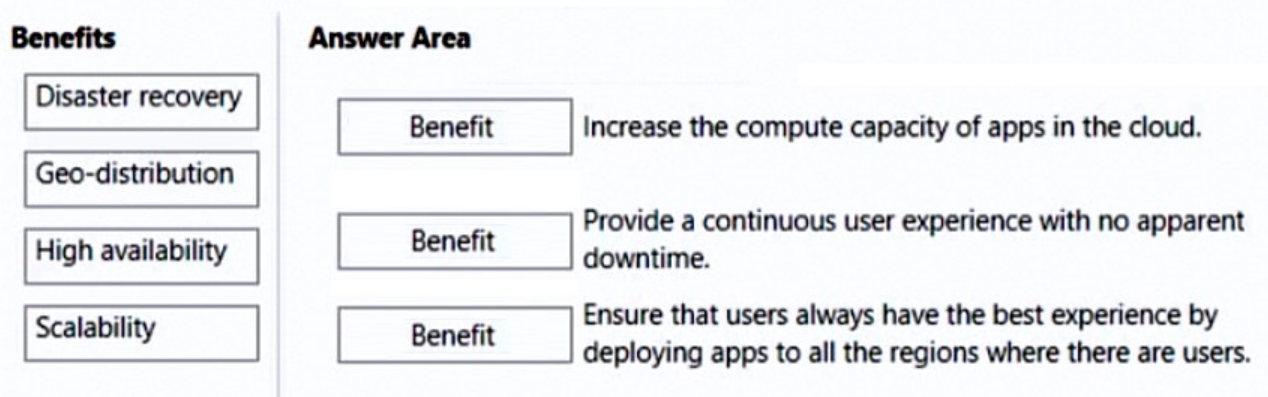 Benefits
Disaster recovery
Geo-distribution
High availability
Scalability
Answer Area
Benefit
Increase the compute capacity of apps in the cloud.
Benefit
Provide a continuous user experience with no apparent
downtime.
Benefit
Ensure that users always have the best experience by
deploying apps to all the regions where there are users.